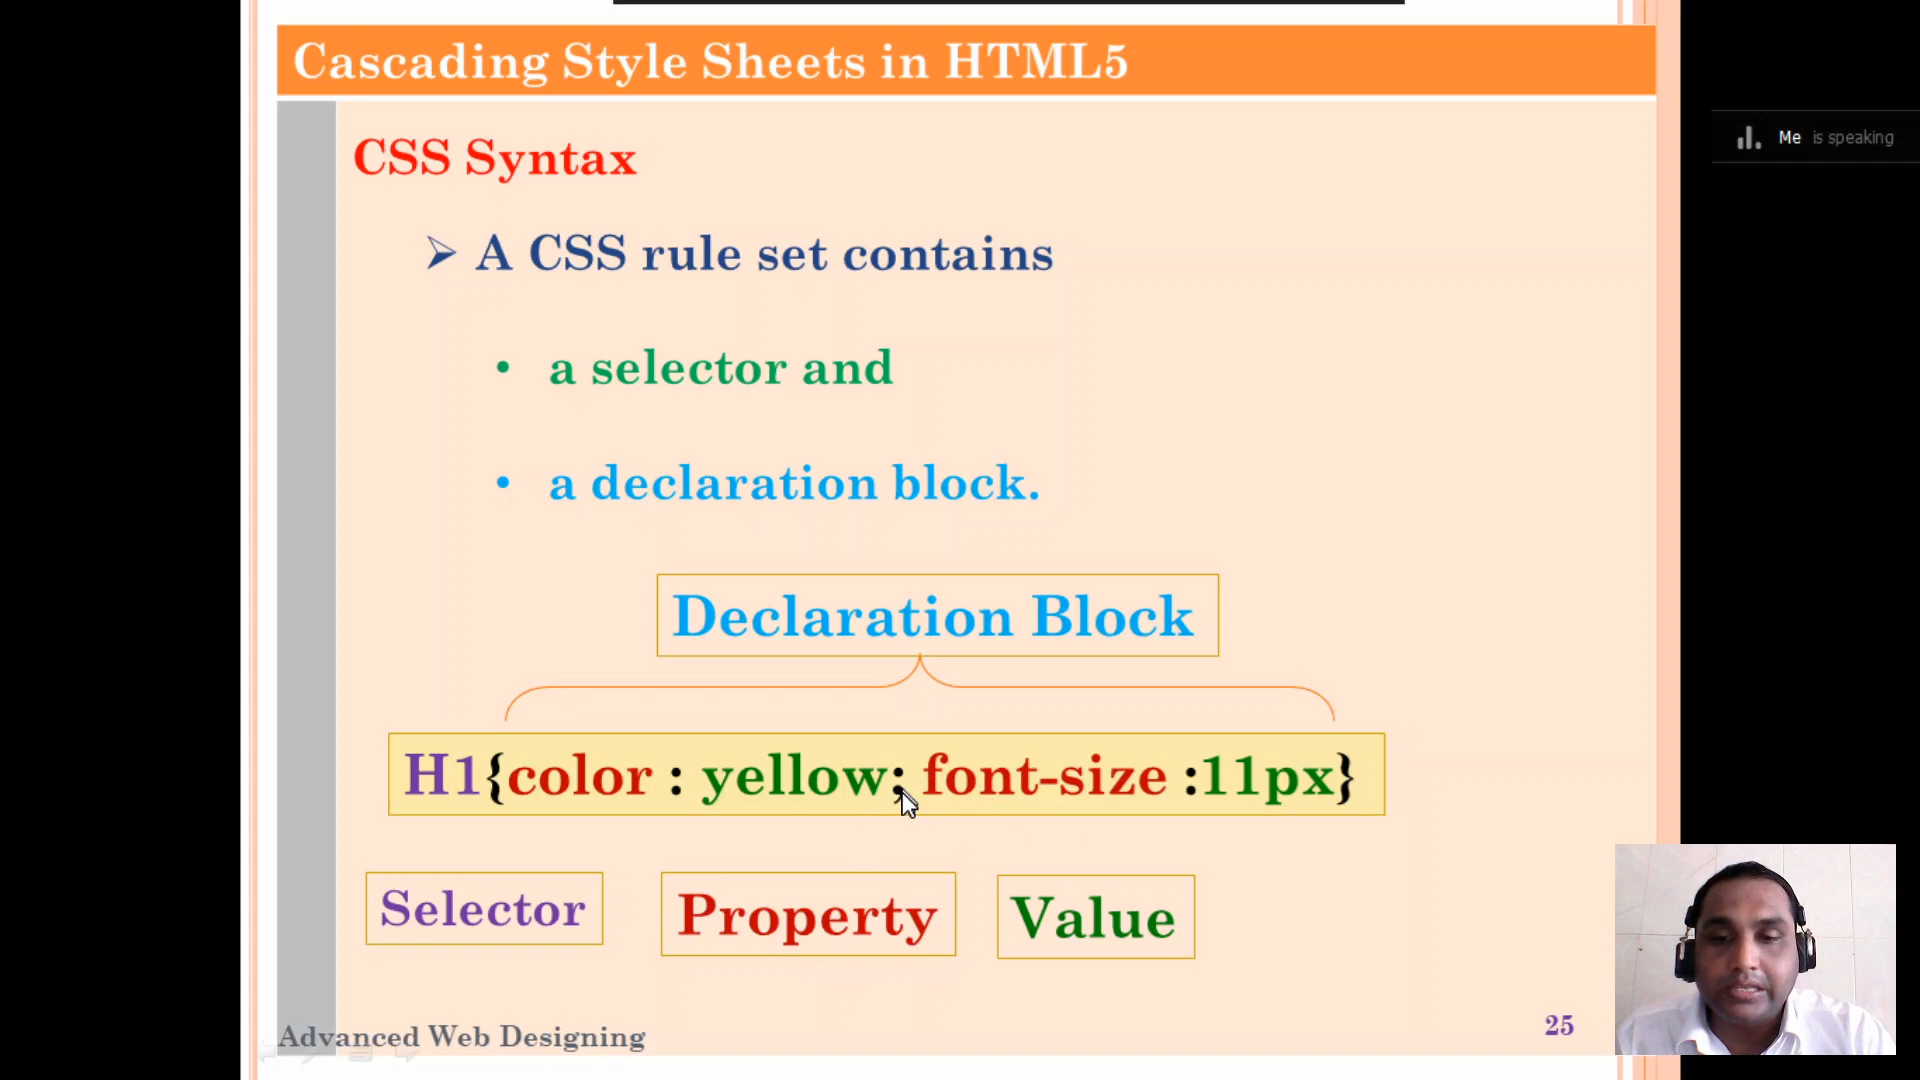 Cascading Style Sheets in HTML5
Me is speaking
CSS Syntax
➢ A CSS rule set contains
• a selector and
• a declaration block.
Declaration Block
H1{color : yellow; font-size :11px}
Selector Property Value
Advanced Web Designing 25